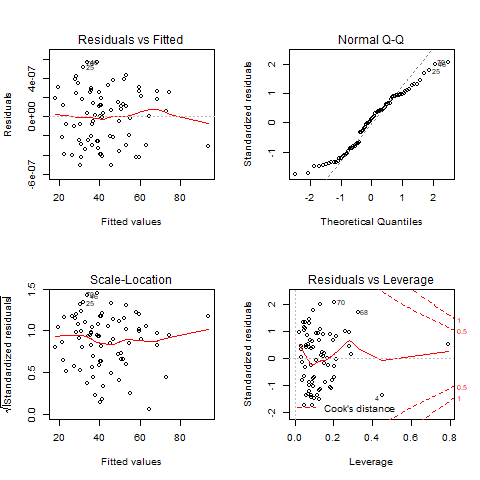 Residuals vs Fitted
Residuals
-6e-07
0e+00
4e-07
25
20
40
60
80
Fitted values
Normal Q-Q
Standardized residuals
-1
0
1
2
70
25
-2
-1
0
1
2
Theoretical Quantiles
Scale-Location
√|Standardized residuals|
0.0
0.5
1.0
1.5
25
20
40
60
80
Fitted values
Residuals vs Leverage
Standardized residuals
-2
-1
0
1
2
70
68
4
1
0.5
0.5
1
Cook's distance
0.0
0.2
0.4
0.6
0.8
Leverage